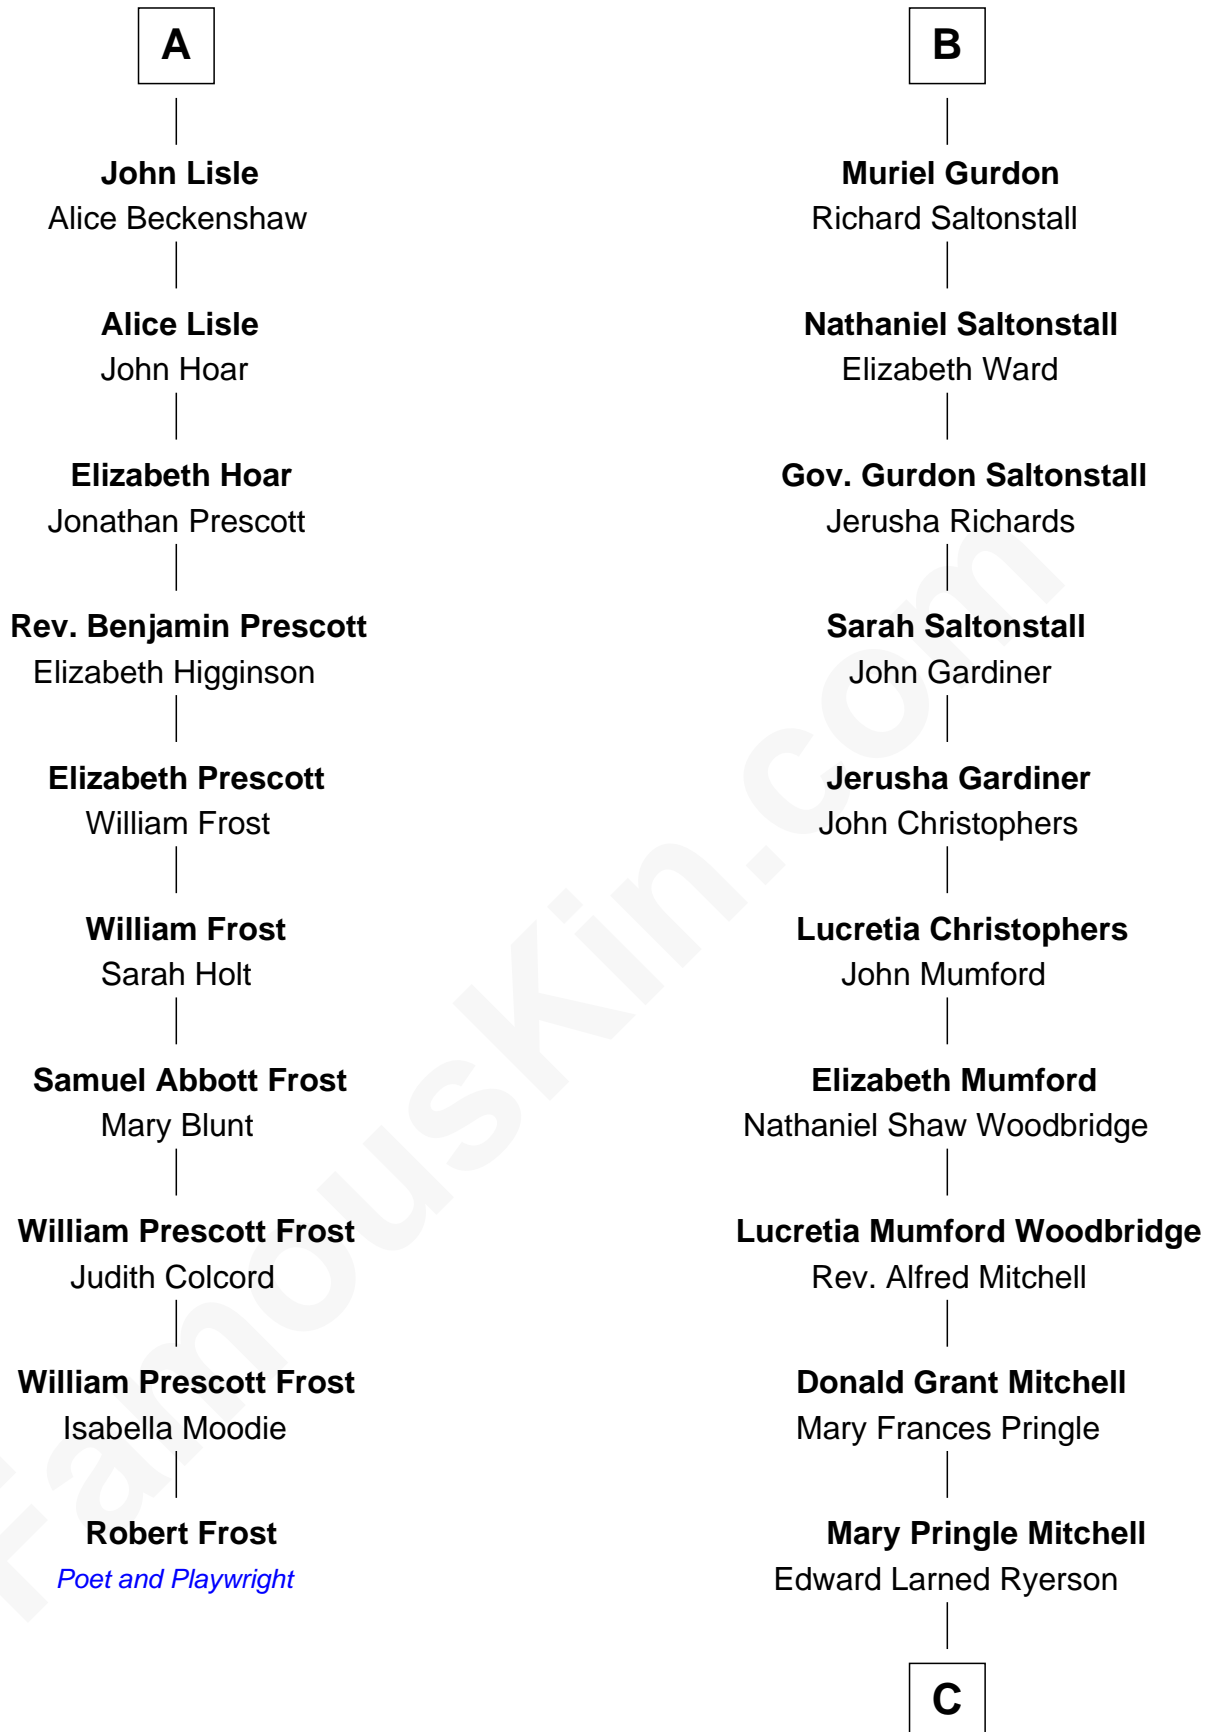 A
John Lisle
Alice Beckenshaw
Alice Lisle
John Hoar
Elizabeth Hoar
Jonathan Prescott
Rev. Benjamin Prescott
Elizabeth Higginson
Elizabeth Prescott
William Frost
William Frost
Sarah Holt
Samuel Abbott Frost
Mary Blunt
William Prescott Frost
Judith Colcord
William Prescott Frost
Isabella Moodie
Robert Frost
Poet and Playwright
B
Muriel Gurdon
Richard Saltonstall
Nathaniel Saltonstall
Elizabeth Ward
Gov. Gurdon Saltonstall
Jerusha Richards
Sarah Saltonstall
John Gardiner
Jerusha Gardiner
John Christophers
Lucretia Christophers
John Mumford
Elizabeth Mumford
Nathaniel Shaw Woodbridge
Lucretia Mumford Woodbridge
Rev. Alfred Mitchell
Donald Grant Mitchell
Mary Frances Pringle
Mary Pringle Mitchell
Edward Larned Ryerson
C
FamousKin.com